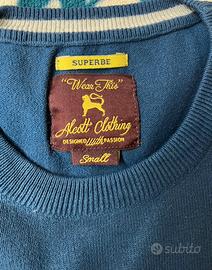 SUPERBE
"Wear This"
Alcott Clothing
DESIGNED with PASSION
Small
subito